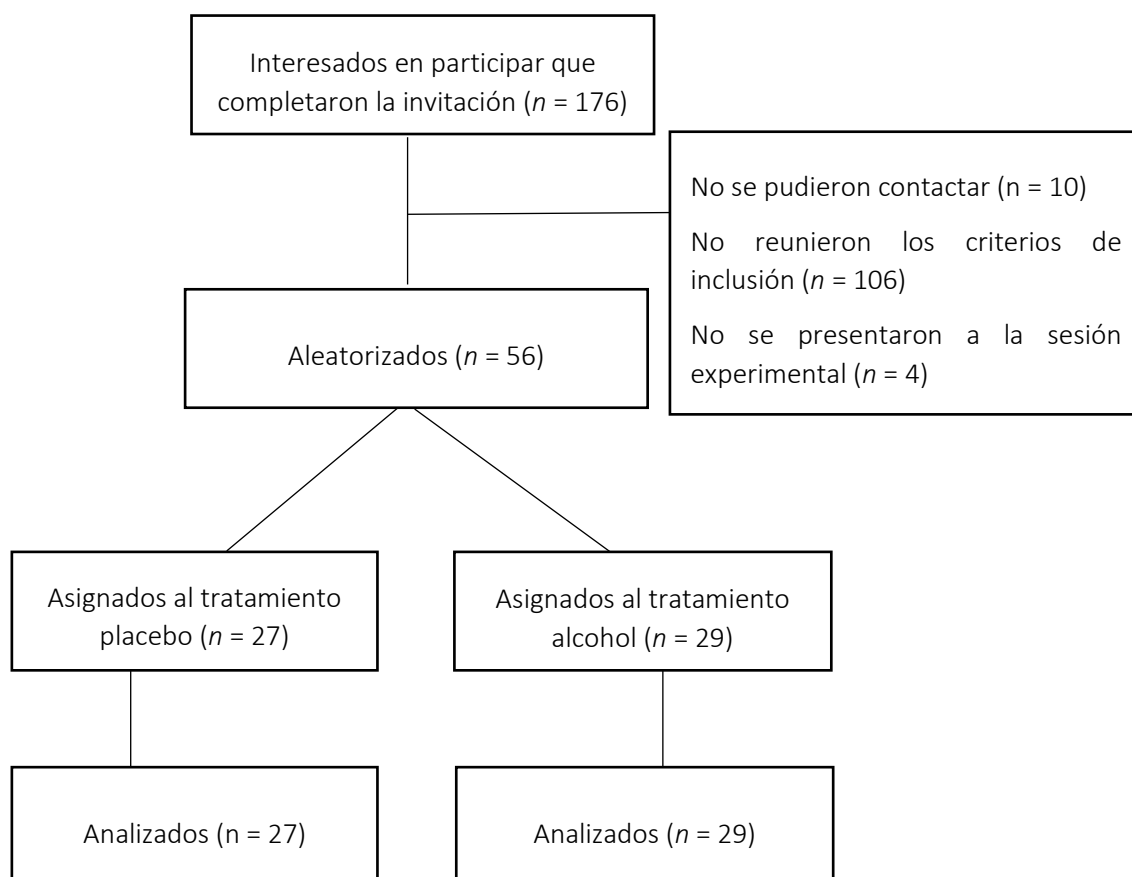 Interesados en participar que
completaron la invitación (n = 176)
No se pudieron contactar (n = 10)
No reunieron los criterios de
inclusión (n = 106)
No se presentaron a la sesión
experimental (n = 4)
Aleatorizados (n = 56)
Asignados al tratamiento
placebo (n = 27)
Asignados al tratamiento
alcohol (n = 29)
Analizados (n = 27)
Analizados (n = 29)